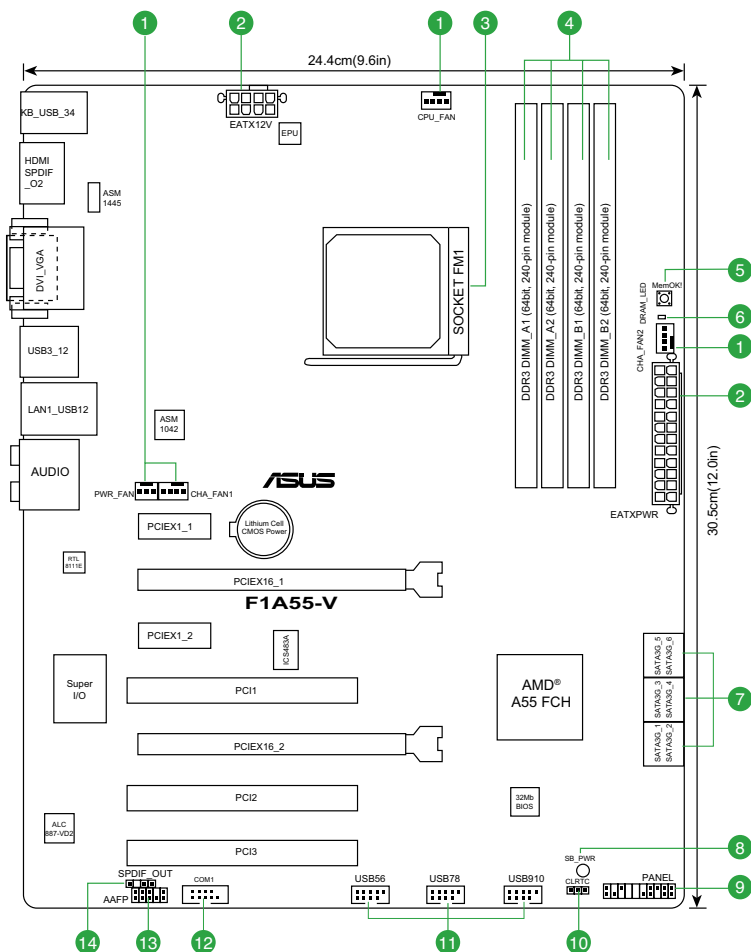 1
2
1
3
4
24.4cm(9.6in)
KB_USB_34
EATX12V
EPU
CPU_FAN
HDMI
SPDIF
_O2
ASM
1445
DVI_VGA
SOCKET FM1
DDR3 DIMM_A1 (64bit, 240-pin module)
DDR3 DIMM_A2 (64bit, 240-pin module)
DDR3 DIMM_B1 (64bit, 240-pin module)
DDR3 DIMM_B2 (64bit, 240-pin module)
MemOK!
5
DRAM_LED
6
CHA_FAN2
1
USB3_12
2
LAN1_USB12
ASM
1042
AUDIO
PWR_FAN
CHA_FAN1
ASUS
EATXPWR
30.5cm(12.0in)
PCIEX1_1
Lithium Cell
CMOS Power
RTL
8111E
PCIEX16_1
F1A55-V
PCIEX1_2
ICS483A
Super
I/O
AMD®
A55 FCH
SATA3G_5
SATA3G_6
SATA3G_3
SATA3G_4
SATA3G_1
SATA3G_2
7
PCI1
PCIEX16_2
PCI2
32Mb
BIOS
ALC
887-VD2
PCI3
SB_PWR
8
SPDIF_OUT
AAFP
COM1
USB56
USB78
USB910
CLRTC
PANEL
9
14
13
12
11
10